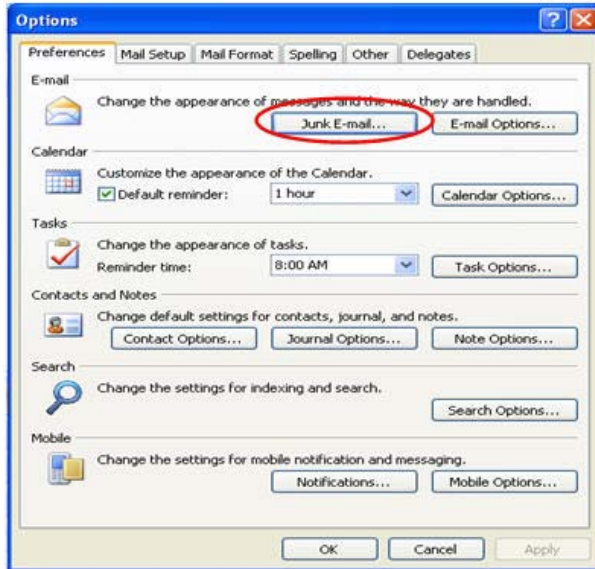 Options
Preferences Mail Setup Mail Format Spelling Other Delegates
E-mail
Change the appearance of messages and the way they are handled.
Junk E-mail... E-mail Options...
Calendar
Customize the appearance of the Calendar.
Default reminder: 1 hour Calendar Options...
Tasks
Change the appearance of tasks.
Reminder time: 8:00 AM Task Options...
Contacts and Notes
Change default settings for contacts, journal, and notes.
Contact Options... Journal Options... Note Options...
Search
Change the settings for indexing and search.
Search Options...
Mobile
Change the settings for mobile notification and messaging.
Notifications... Mobile Options...
OK Cancel Apply